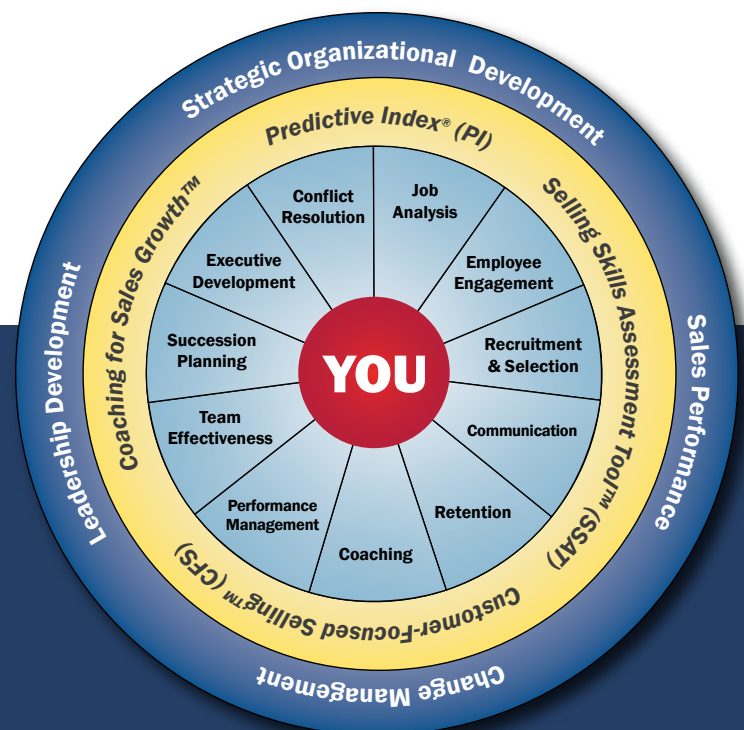 Strategic Organizational Development
Sales Performance
Change Management
Leadership Development
Predictive Index® (PI)
Selling Skills Assessment Tool™ (SSAT)
Customer-Focused Selling™ (CFS)
Coaching for Sales Growth™
Job
Analysis
Employee
Engagement
Recruitment
& Selection
Communication
Retention
Coaching
Performance
Management
Team
Effectiveness
Succession
Planning
Executive
Development
Conflict
Resolution
YOU